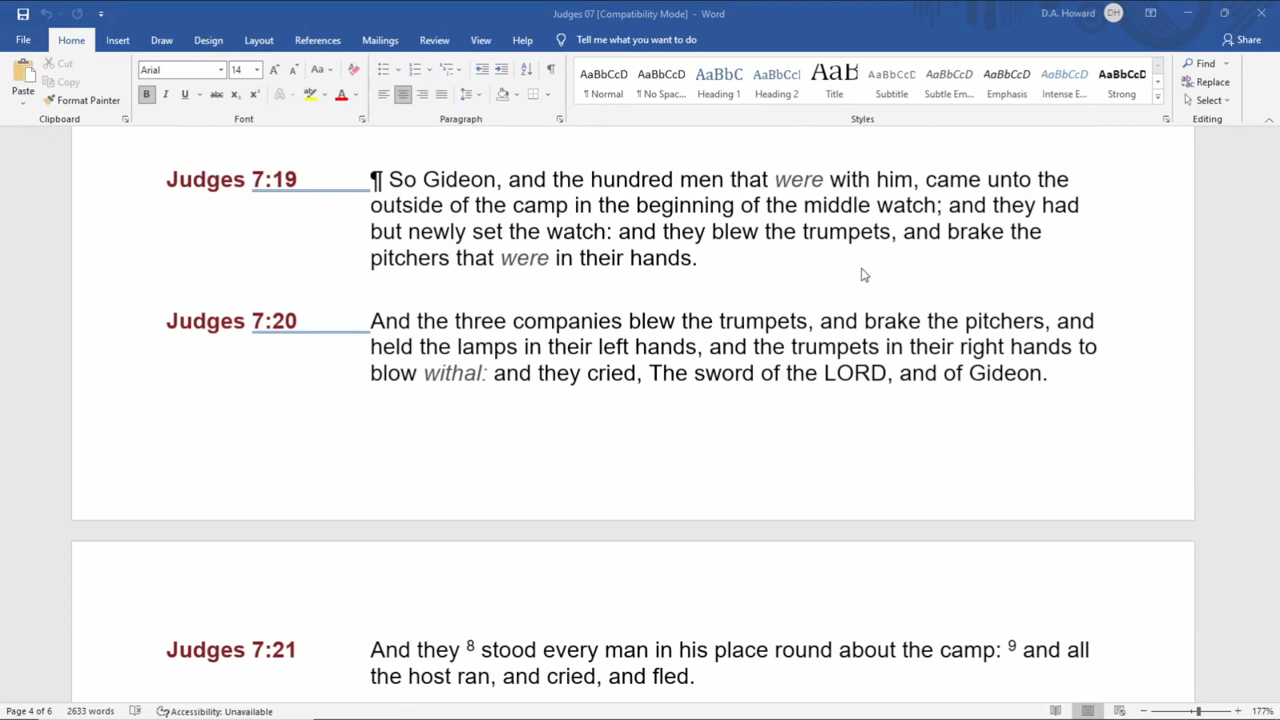 Judges 07 [Compatibility Mode] - Word
D.A. Howard DH
File Home Insert Draw Design Layout References Mailings Review View Help Tell me what you want to do Share
Paste
Cut
Copy
Format Painter
Clipboard
Arial 14
Font
Paragraph
AaBbCcD AaBbCcD AaBbC AaBbCcI AaB AaBbCcD AaBbCcD AaBbCcD AaBbCcD AaBbCcD
¶ Normal ¶ No Spac... Heading 1 Heading 2 Title Subtitle Subtle Em... Emphasis Intense E... Strong
Styles
Find
Replace
Select
Editing
Judges 7:19 ¶ So Gideon, and the hundred men that were with him, came unto the
outside of the camp in the beginning of the middle watch; and they had
but newly set the watch: and they blew the trumpets, and brake the
pitchers that were in their hands.
Judges 7:20 And the three companies blew the trumpets, and brake the pitchers, and
held the lamps in their left hands, and the trumpets in their right hands to
blow withal: and they cried, The sword of the LORD, and of Gideon.
Judges 7:21 And they 8 stood every man in his place round about the camp: 9 and all
the host ran, and cried, and fled.
Page 4 of 6 2633 words Accessibility: Unavailable 177%